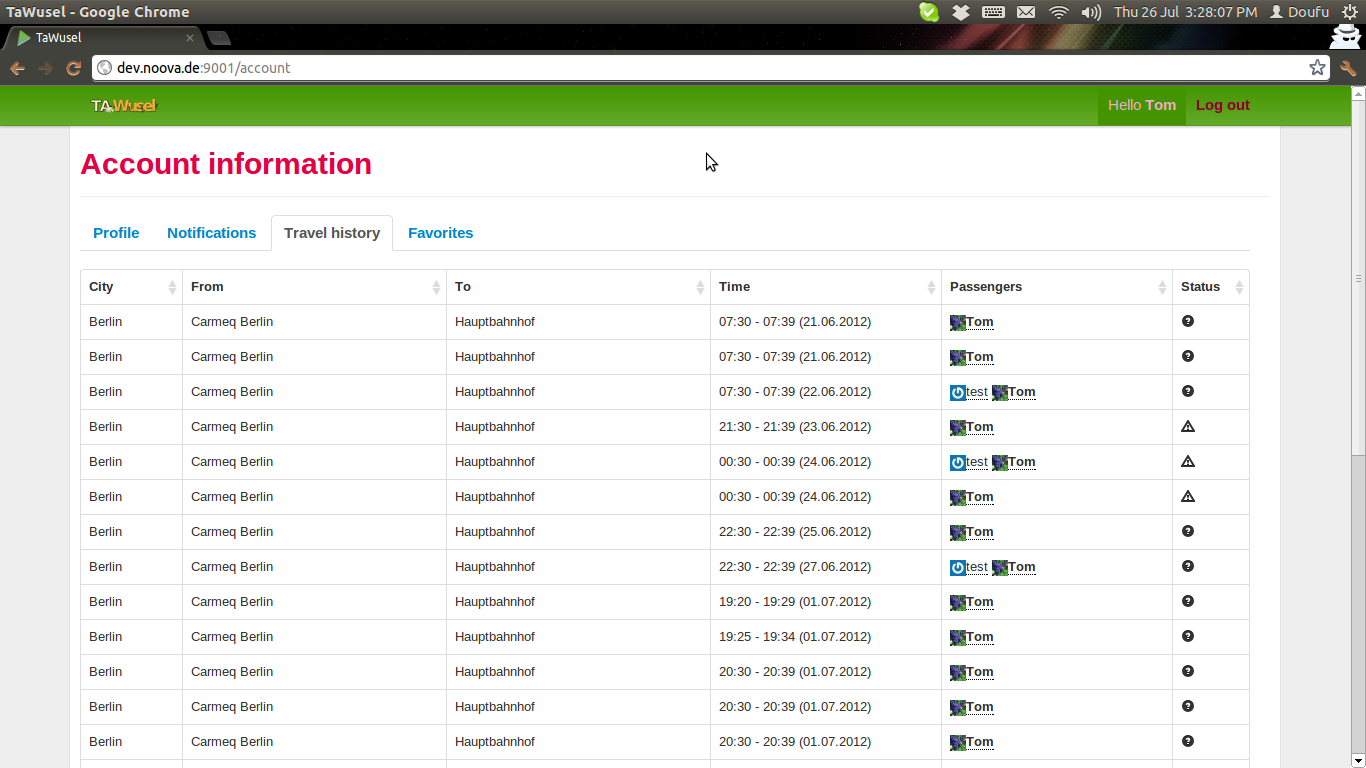 TaWusel - Google Chrome Thu 26 Jul 3:28:07 PM Doufu
TaWusel
dev.noova.de:9001/account
TA.Wusel Hello Tom Log out
Account information
Profile Notifications Travel history Favorites
City From To Time Passengers Status
Berlin Carmeq Berlin Hauptbahnhof 07:30 - 07:39 (21.06.2012) Tom
Berlin Carmeq Berlin Hauptbahnhof 07:30 - 07:39 (21.06.2012) Tom
Berlin Carmeq Berlin Hauptbahnhof 07:30 - 07:39 (22.06.2012) test Tom
Berlin Carmeq Berlin Hauptbahnhof 21:30 - 21:39 (23.06.2012) Tom
Berlin Carmeq Berlin Hauptbahnhof 00:30 - 00:39 (24.06.2012) test Tom
Berlin Carmeq Berlin Hauptbahnhof 00:30 - 00:39 (24.06.2012) Tom
Berlin Carmeq Berlin Hauptbahnhof 22:30 - 22:39 (25.06.2012) Tom
Berlin Carmeq Berlin Hauptbahnhof 22:30 - 22:39 (27.06.2012) test Tom
Berlin Carmeq Berlin Hauptbahnhof 19:20 - 19:29 (01.07.2012) Tom
Berlin Carmeq Berlin Hauptbahnhof 19:25 - 19:34 (01.07.2012) Tom
Berlin Carmeq Berlin Hauptbahnhof 20:30 - 20:39 (01.07.2012) Tom
Berlin Carmeq Berlin Hauptbahnhof 20:30 - 20:39 (01.07.2012) Tom
Berlin Carmeq Berlin Hauptbahnhof 20:30 - 20:39 (01.07.2012) Tom